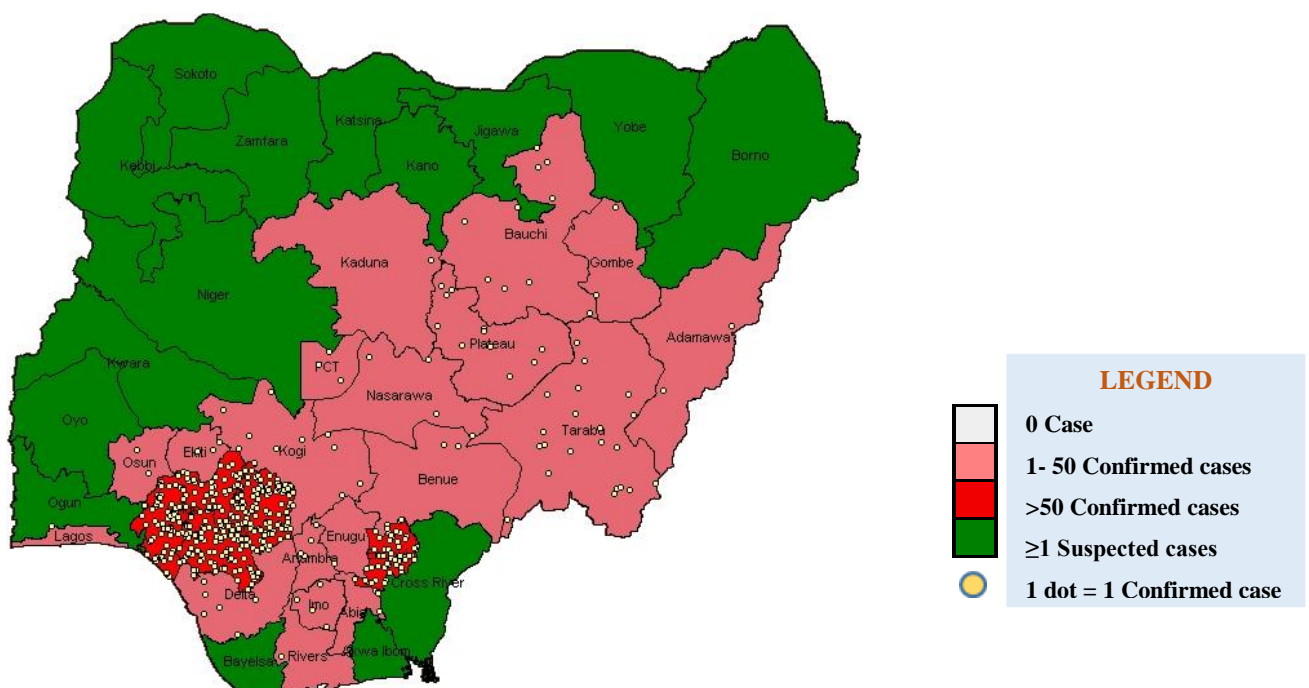 Sokoto
Katsina
Jigawa
Yobe
Zamfara
Kano
Borno
Kebbi
Bauchi
Kaduna
Gombe
Niger
Adamawa
Plateau
Kwara
FCT
Nasarawa
Oyo
Taraba
Osun
Ekiti
Kogi
Benue
Ogun
Lagos
Enugu
Anambra
Cross River
Delta
Imo
Abia
Bayelsa
Rivers
Akwa Ibom
LEGEND
0 Case
1- 50 Confirmed cases
>50 Confirmed cases
≥1 Suspected cases
1 dot = 1 Confirmed case